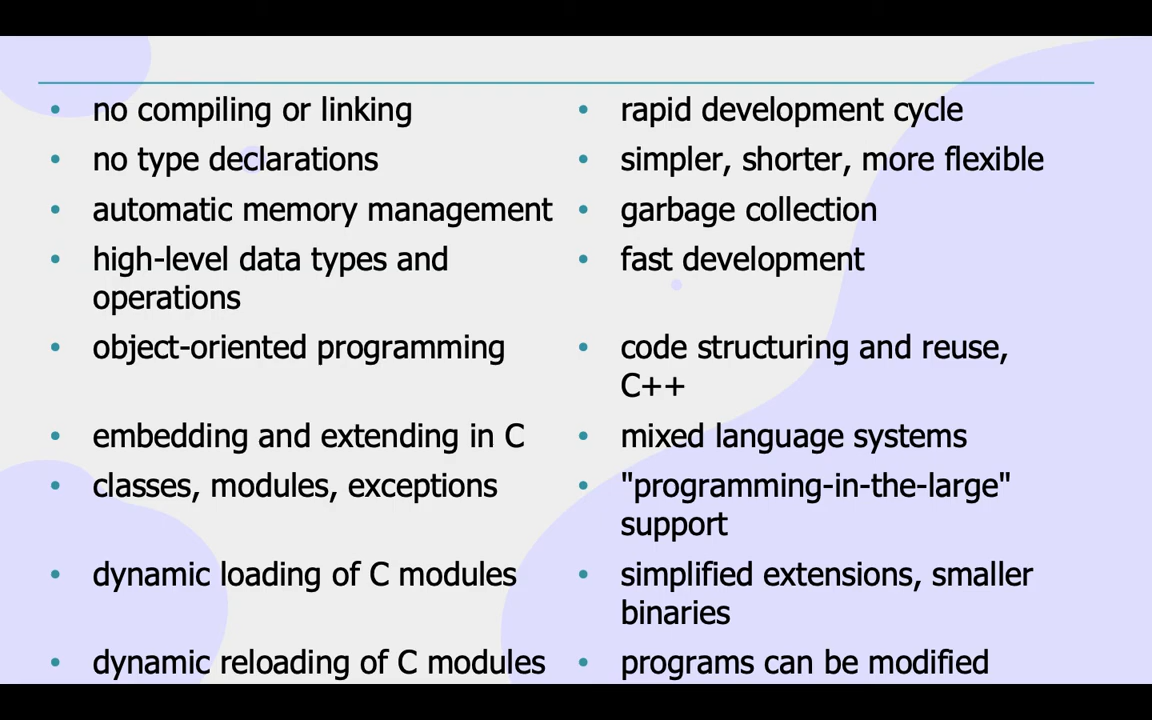 • no compiling or linking
• rapid development cycle
• no type declarations
• simpler, shorter, more flexible
• automatic memory management
• garbage collection
• high-level data types and
operations
• fast development
• object-oriented programming
• code structuring and reuse,
C++
• embedding and extending in C
• mixed language systems
• classes, modules, exceptions
• "programming-in-the-large"
support
• dynamic loading of C modules
• simplified extensions, smaller
binaries
• dynamic reloading of C modules
• programs can be modified